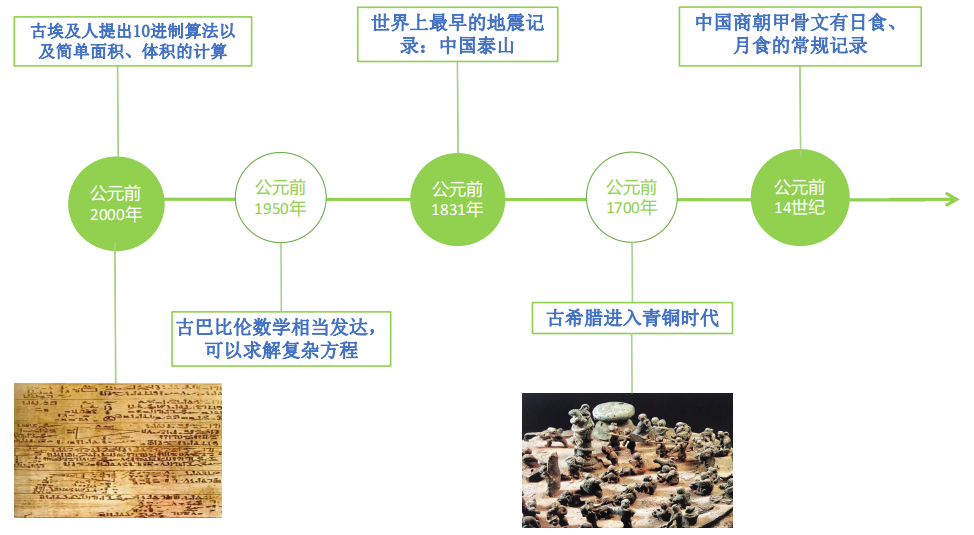 古埃及人提出10进制算法以
及简单面积、体积的计算
世界上最早的地震记
录：中国泰山
中国商朝甲骨文有日食、
月食的常规记录
公元前
2000年
公元前
1950年
公元前
1831年
公元前
1700年
公元前
14世纪
古巴比伦数学相当发达，
可以求解复杂方程
古希腊进入青铜时代